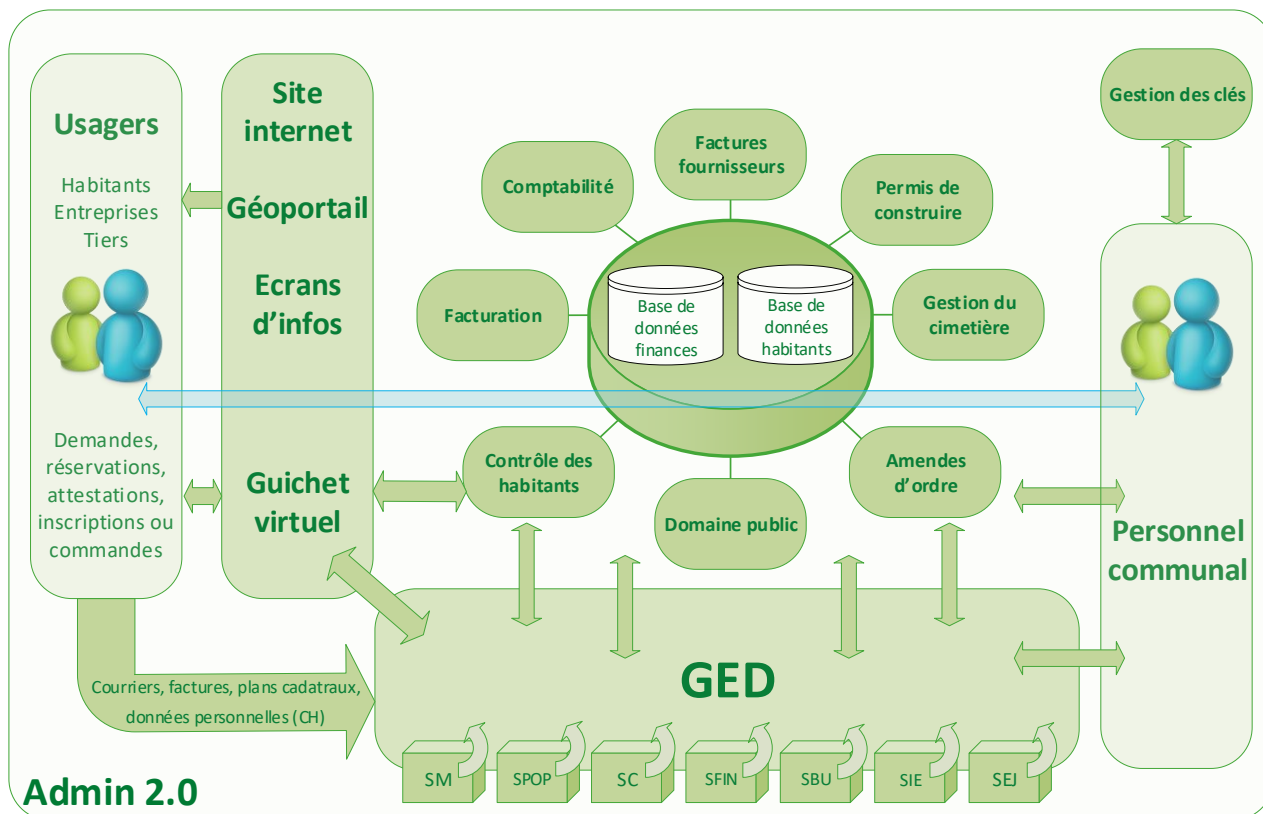 Usagers
Habitants
Entreprises
Tiers
Demandes,
réservations,
attestations,
inscriptions ou
commandes
Site
internet
Géoportail
Ecrans
d’infos
Guichet
virtuel
Comptabilité
Factures
fournisseurs
Permis de
construire
Facturation
Base de
données
finances
Base de
données
habitants
Gestion du
cimetière
Contrôle des
habitants
Domaine public
Amendes
d’ordre
Gestion des clés
Personnel
communal
Courriers, factures, plans cadatraux,
données personnelles (CH)
GED
SM
SPOP
SC
SFIN
SBU
SIE
SEJ
Admin 2.0